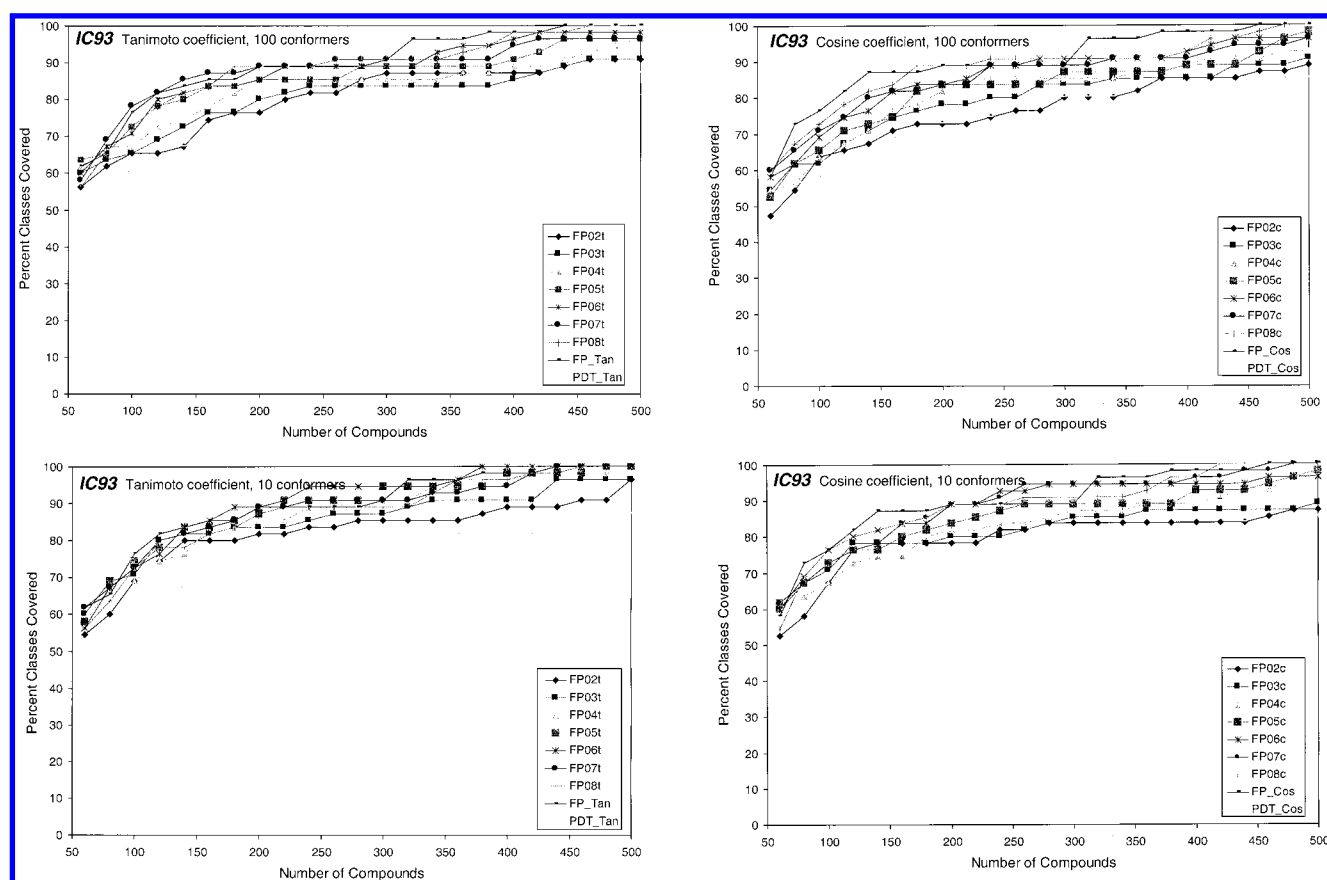 IC93 Tanimoto coefficient, 100 conformers
Percent Classes Covered
100
90
80
70
60
50
40
30
20
10
0
50 100 150 200 250 300 350 400 450 500
Number of Compounds
FP02t
FP03t
FP04t
FP05t
FP06t
FP07t
FP08t
FP_Tan
PDT_Tan
IC93 Cosine coefficient, 100 conformers
Percent Classes Covered
100
90
80
70
60
50
40
30
20
10
0
50 100 150 200 250 300 350 400 450 500
Number of Compounds
FP02c
FP03c
FP04c
FP05c
FP06c
FP07c
FP08c
FP_Cos
PDT_Cos
IC93 Tanimoto coefficient, 10 conformers
Percent Classes Covered
100
90
80
70
60
50
40
30
20
10
0
50 100 150 200 250 300 350 400 450 500
Number of Compounds
FP02t
FP03t
FP04t
FP05t
FP06t
FP07t
FP08t
FP_Tan
PDT_Tan
IC93 Cosine coefficient, 10 conformers
Percent Classes Covered
100
90
80
70
60
50
40
30
20
10
0
50 100 150 200 250 300 350 400 450 500
Number of Compounds
FP02c
FP03c
FP04c
FP05c
FP06c
FP07c
FP08c
FP_Cos
PDT_Cos